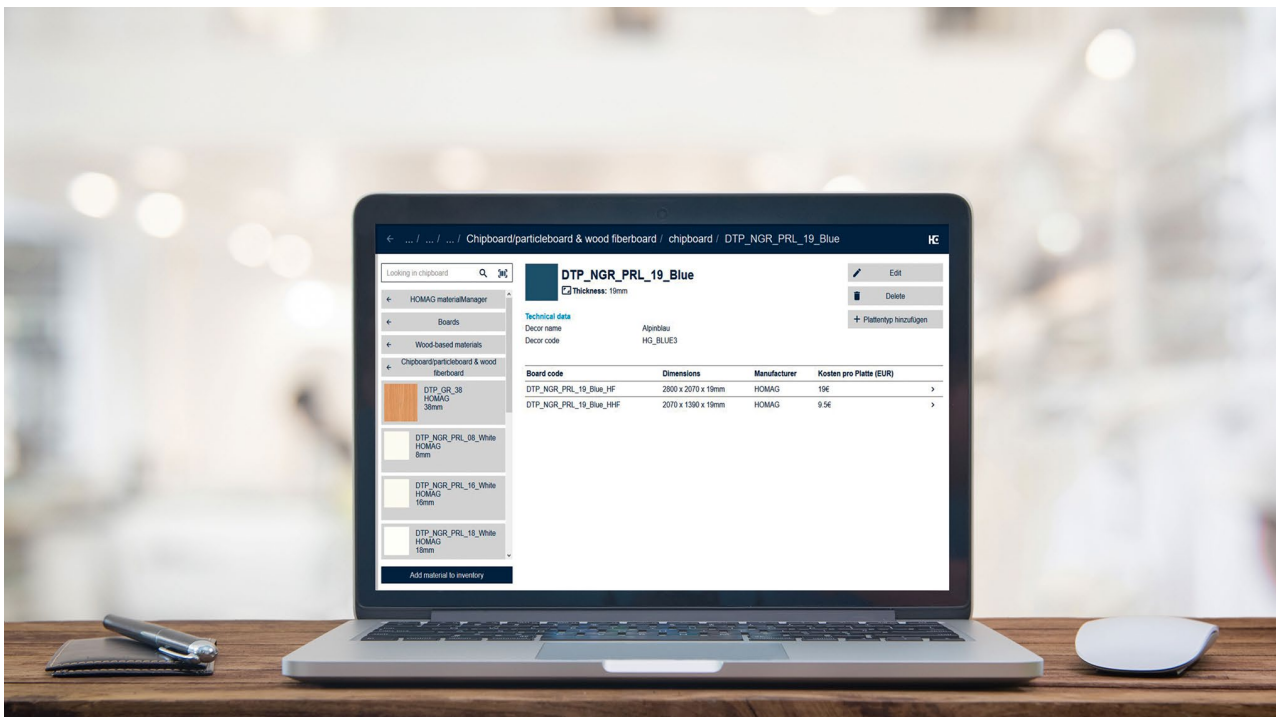 ← ... / ... / ... / Chipboard/particleboard & wood fiberboard / chipboard / DTP_NGR_PRL_19_Blue
Looking in chipboard
← HOMAG materialManager
← Boards
← Wood-based materials
← Chipboard/particleboard & wood
fiberboard
DTP_GR_38
HOMAG
38mm
DTP_NGR_PRL_08_White
HOMAG
8mm
DTP_NGR_PRL_16_White
HOMAG
16mm
DTP_NGR_PRL_18_White
HOMAG
18mm
Add material to inventory
DTP_NGR_PRL_19_Blue
Thickness: 19mm
Edit
Delete
+ Plattentyp hinzufügen
Technical data
Decor name Alpinblau
Decor code HG_BLUE3
Board code Dimensions Manufacturer Kosten pro Platte (EUR)
DTP_NGR_PRL_19_Blue_HF 2800 x 2070 x 19mm HOMAG 19€ >
DTP_NGR_PRL_19_Blue_HHF 2070 x 1390 x 19mm HOMAG 9.5€ >